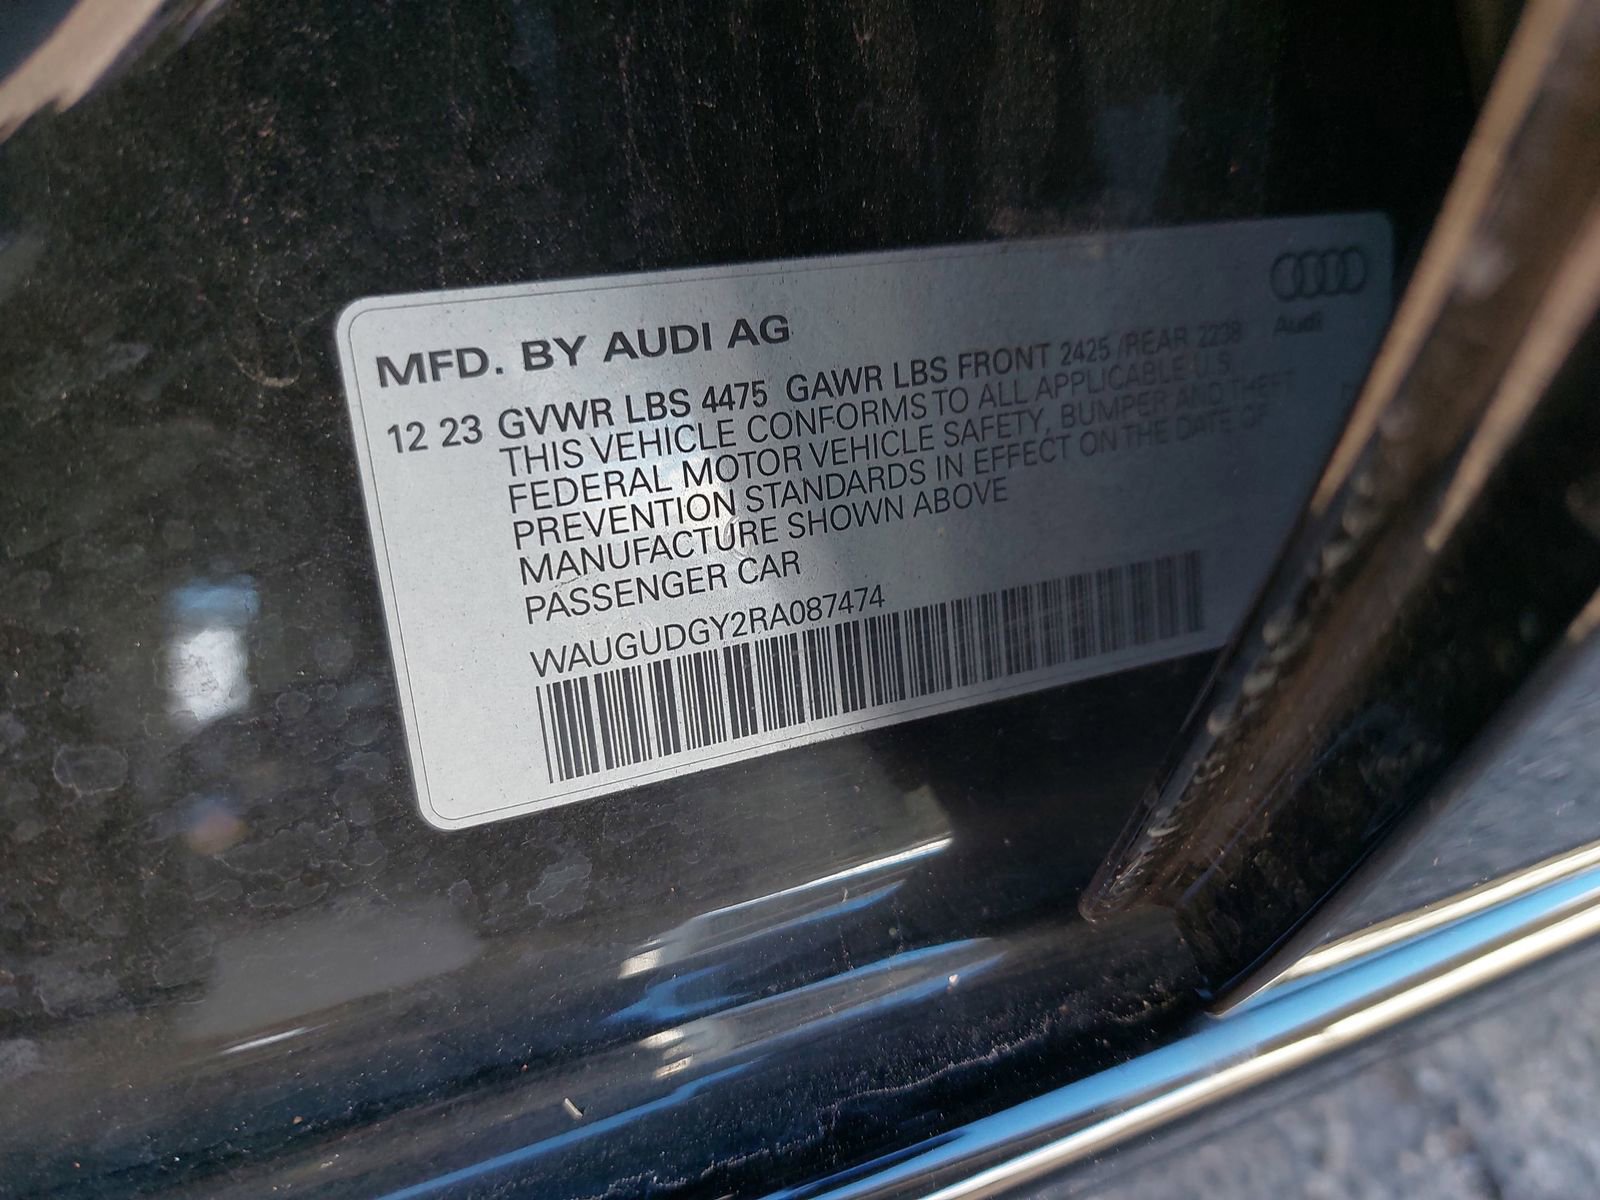 Audi
MFD. BY AUDI AG
12 23 GVWR LBS 4475 GAWR LBS FRONT 2425 /REAR 2238
THIS VEHICLE CONFORMS TO ALL APPLICABLE U.S.
FEDERAL MOTOR VEHICLE SAFETY, BUMPER AND THEFT
PREVENTION STANDARDS IN EFFECT ON THE DATE OF
MANUFACTURE SHOWN ABOVE
PASSENGER CAR
WAUGUDGY2RA087474